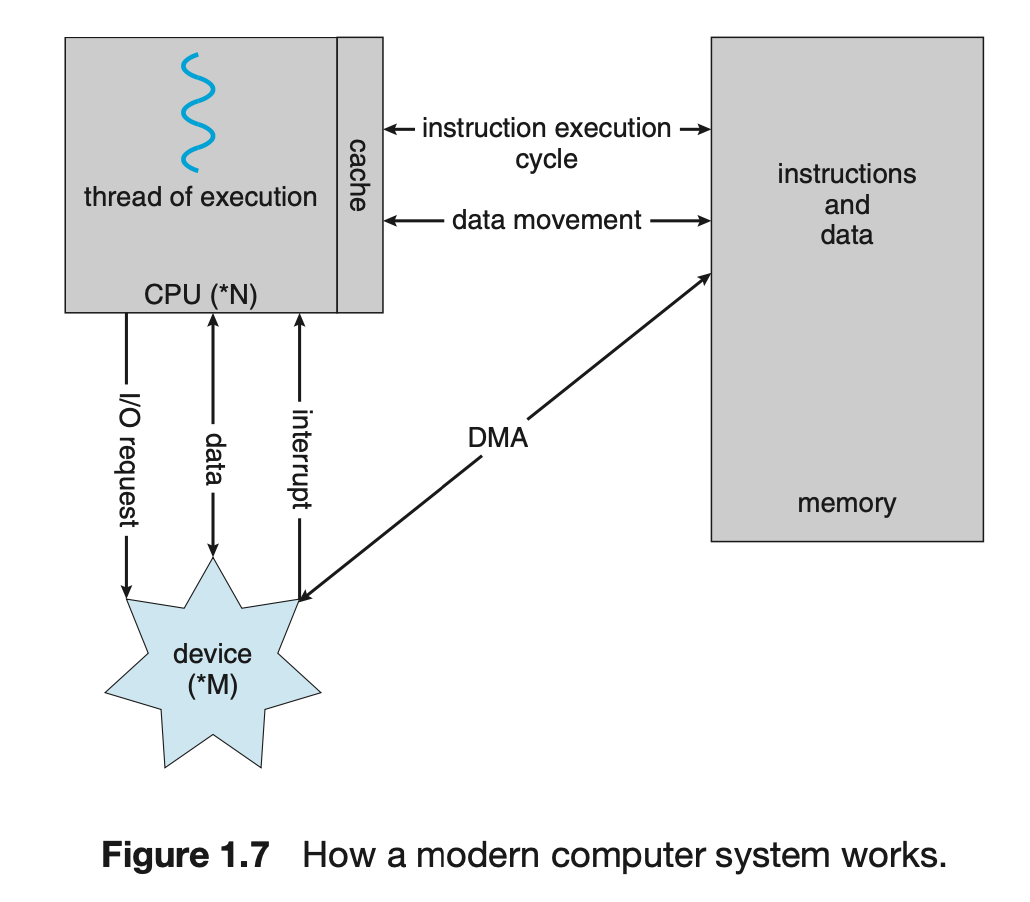 thread of execution
CPU (*N)
cache
instruction execution
cycle
data movement
instructions
and
data
memory
I/O request
data
interrupt
DMA
device
(*M)
Figure 1.7 How a modern computer system works.